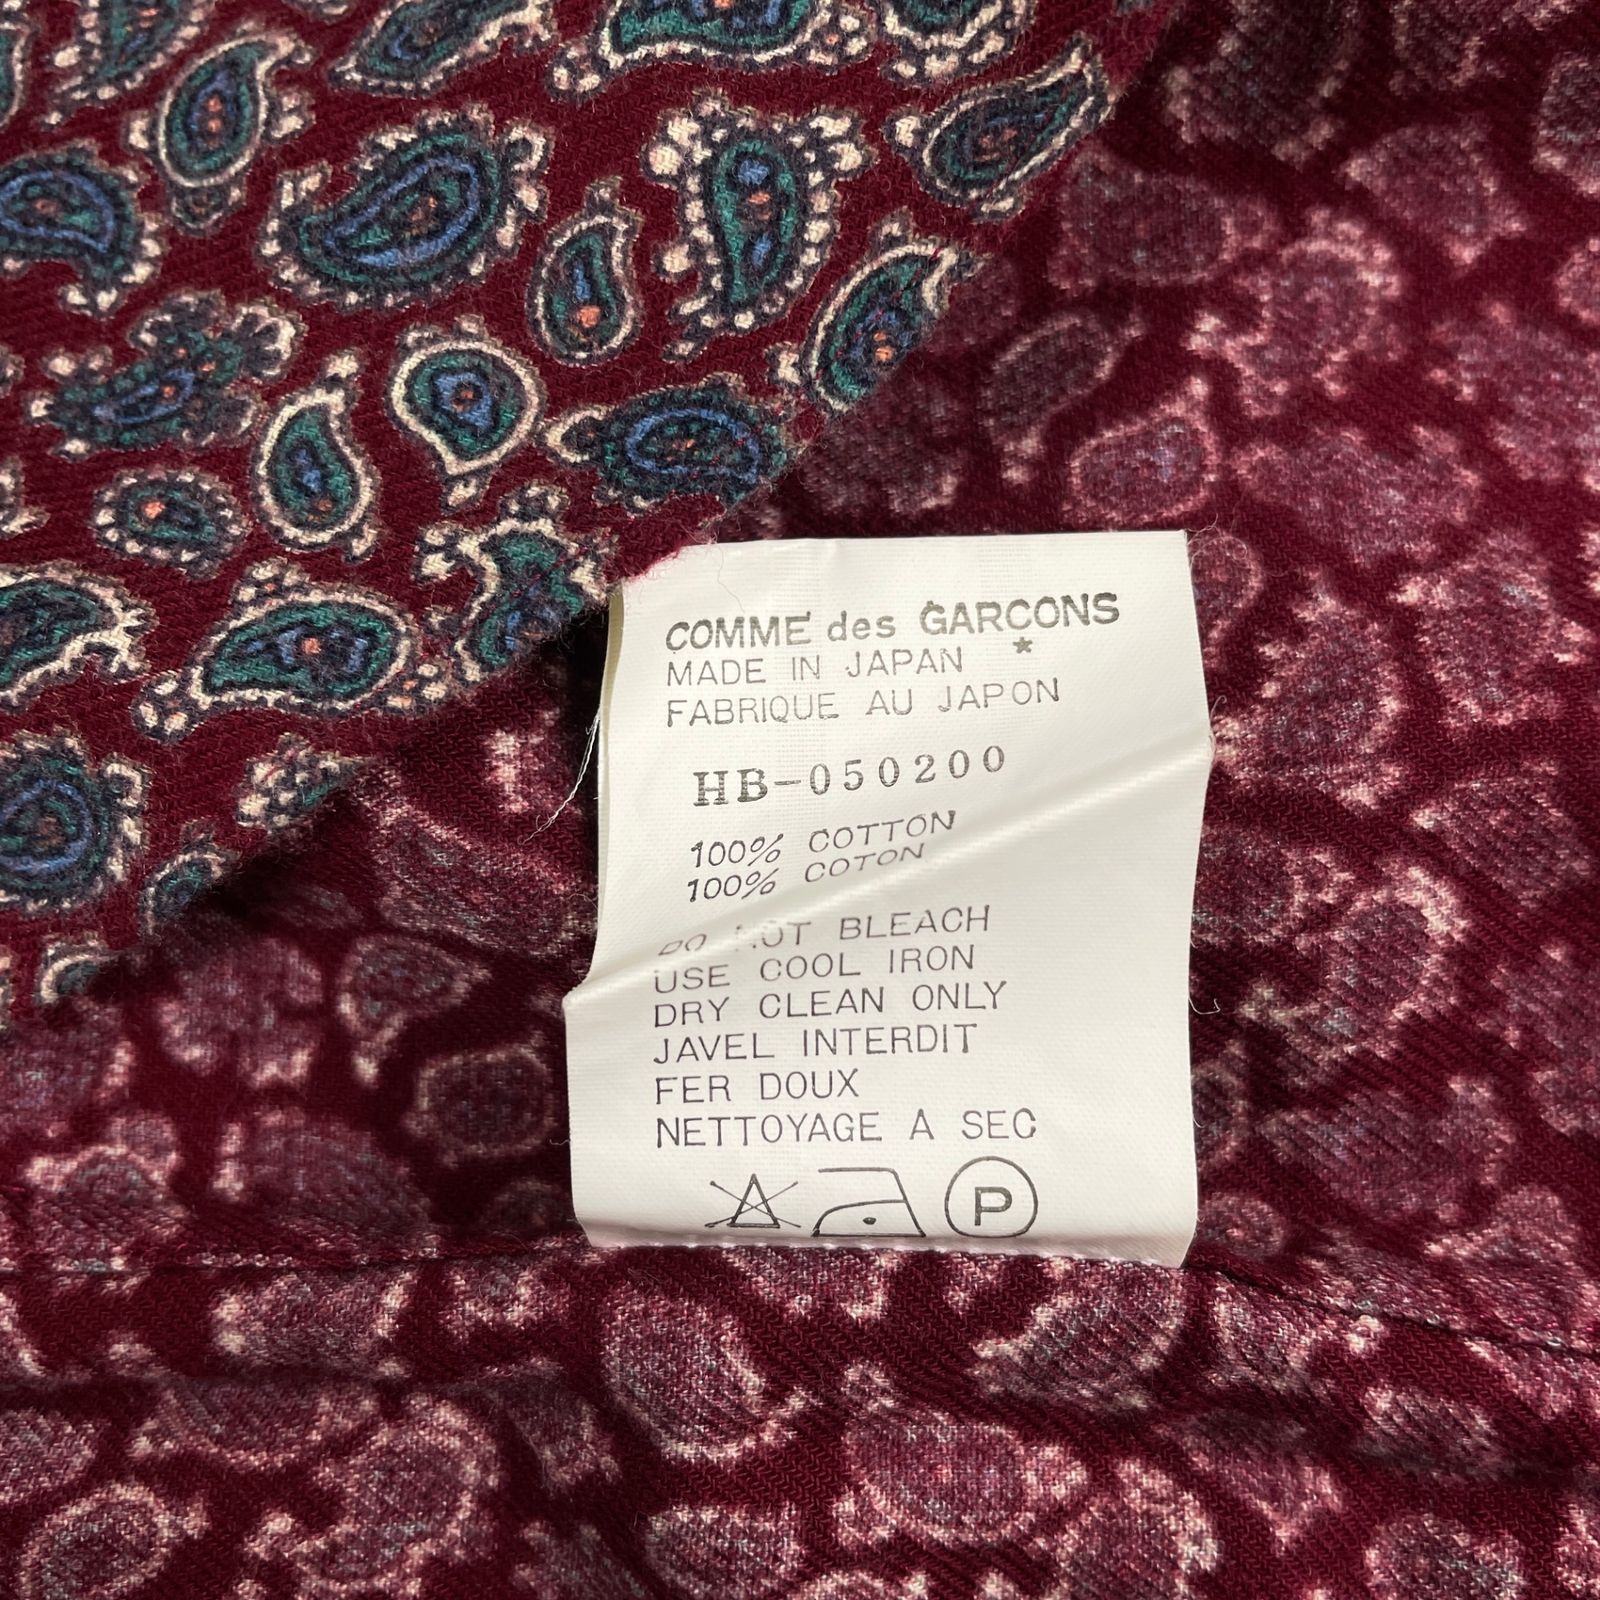 COMME des GARCONS
*
MADE IN JAPAN
FABRIQUE AU JAPON
HB-050200
100% COTTON
100% COTON
DO NOT BLEACH
USE COOL IRON
DRY CLEAN ONLY
JAVEL INTERDIT
FER DOUX
NETTOYAGE A SEC
P